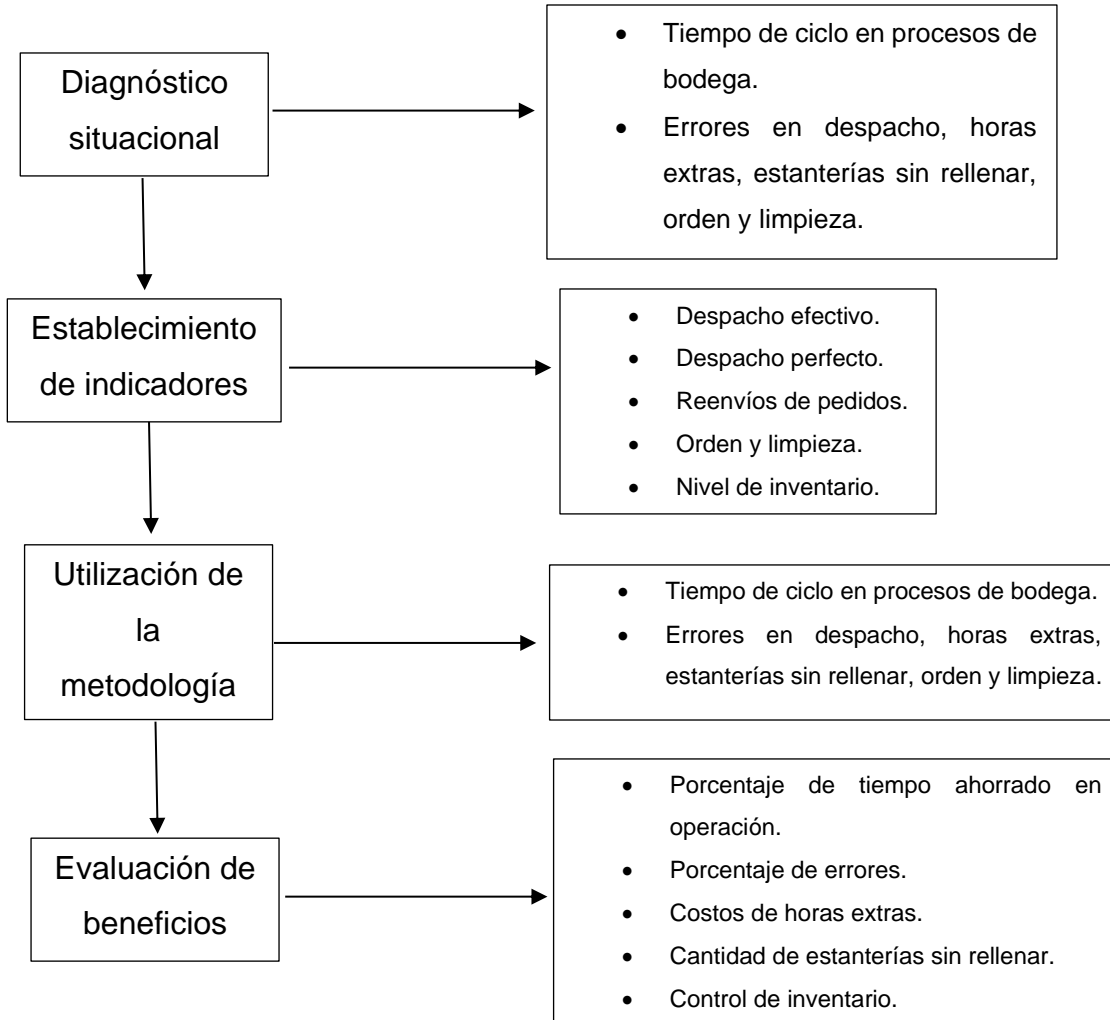 Diagnóstico
situacional
• Tiempo de ciclo en procesos de
bodega.
• Errores en despacho, horas
extras, estanterías sin rellenar,
orden y limpieza.
Establecimiento
de indicadores
• Despacho efectivo.
• Despacho perfecto.
• Reenvíos de pedidos.
• Orden y limpieza.
• Nivel de inventario.
Utilización de
la
metodología
• Tiempo de ciclo en procesos de bodega.
• Errores en despacho, horas extras,
estanterías sin rellenar, orden y limpieza.
Evaluación de
beneficios
• Porcentaje de tiempo ahorrado en
operación.
• Porcentaje de errores.
• Costos de horas extras.
• Cantidad de estanterías sin rellenar.
• Control de inventario.